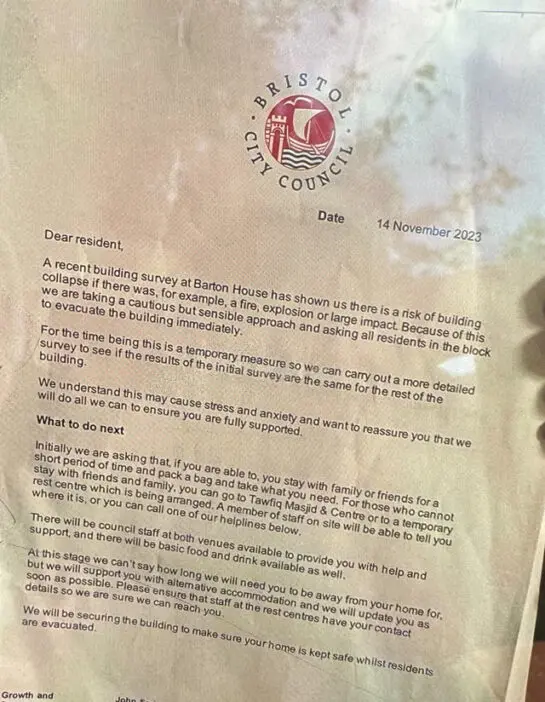 BRISTOL
CITY COUNCIL
Date 14 November 2023
Dear resident,
A recent building survey at Barton House has shown us there is a risk of building
collapse if there was, for example, a fire, explosion or large impact. Because of this
we are taking a cautious but sensible approach and asking all residents in the block
to evacuate the building immediately.
For the time being this is a temporary measure so we can carry out a more detailed
survey to see if the results of the initial survey are the same for the rest of the
building.
We understand this may cause stress and anxiety and want to reassure you that we
will do all we can to ensure you are fully supported.
What to do next
Initially we are asking that, if you are able to, you stay with family or friends for a
short period of time and pack a bag and take what you need. For those who cannot
stay with friends and family, you can go to Tawfiq Masjid & Centre or to a temporary
rest centre which is being arranged. A member of staff on site will be able to tell you
where it is, or you can call one of our helplines below.
There will be council staff at both venues available to provide you with help and
support, and there will be basic food and drink available as well.
At this stage we can't say how long we will need you to be away from your home for,
but we will support you with alternative accommodation and we will update you as
soon as possible. Please ensure that staff at the rest centres have your contact
details so we are sure we can reach you.
We will be securing the building to make sure your home is kept safe whilst residents
are evacuated.
Growth and John